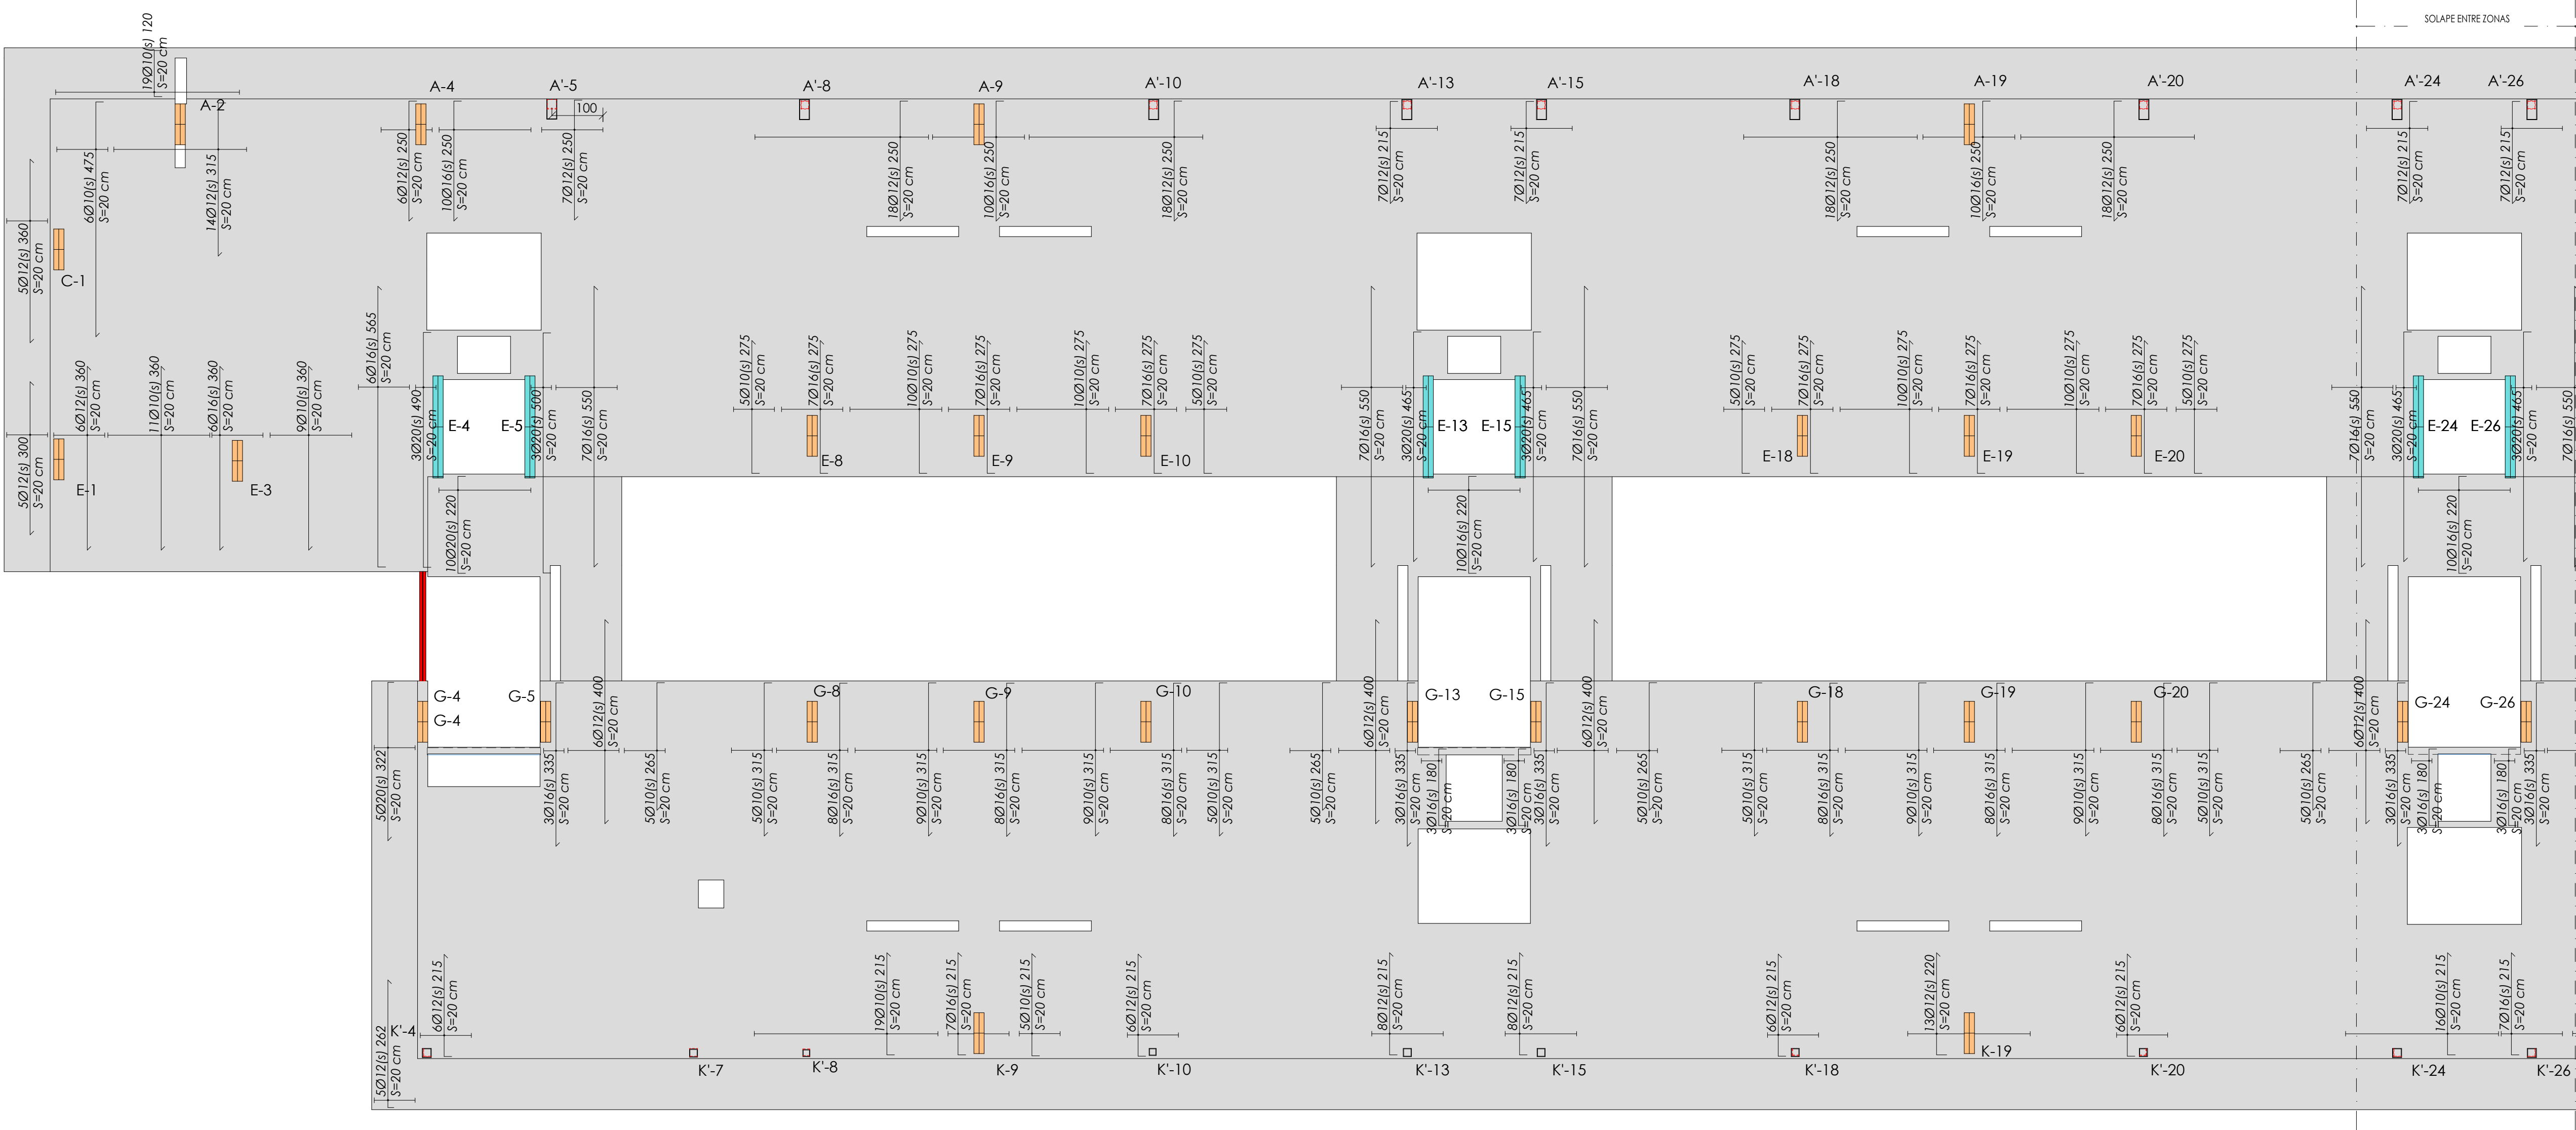 SOLAPE ENTRE ZONAS
19Ø10(s) 120
S=20 cm
A-2
A-4
A'-5
100
A'-8
A-9
A'-10
A'-13
A'-15
A'-18
A-19
A'-20
A'-24
A'-26
6Ø10(s) 475
S=20 cm
14Ø12(s) 315
S=20 cm
6Ø12(s) 250
S=20 cm
10Ø16(s) 250
S=20 cm
7Ø12(s) 250
S=20 cm
18Ø12(s) 250
S=20 cm
10Ø16(s) 250
S=20 cm
18Ø12(s) 250
S=20 cm
7Ø12(s) 215
S=20 cm
7Ø12(s) 215
S=20 cm
18Ø12(s) 250
S=20 cm
10Ø16(s) 250
S=20 cm
18Ø12(s) 250
S=20 cm
7Ø12(s) 215
S=20 cm
7Ø12(s) 215
S=20 cm
5Ø12(s) 360
S=20 cm
C-1
5Ø12(s) 300
S=20 cm
6Ø12(s) 360
S=20 cm
11Ø10(s) 360
S=20 cm
6Ø16(s) 360
S=20 cm
9Ø10(s) 360
S=20 cm
6Ø16(s) 565
S=20 cm
3Ø20(s) 490
S=20 cm
E-4
E-5
3Ø20(s) 500
S=20 cm
7Ø16(s) 550
S=20 cm
5Ø10(s) 275
S=20 cm
7Ø16(s) 275
S=20 cm
10Ø10(s) 275
S=20 cm
7Ø16(s) 275
S=20 cm
10Ø10(s) 275
S=20 cm
7Ø16(s) 275
S=20 cm
5Ø10(s) 275
S=20 cm
7Ø16(s) 550
S=20 cm
3Ø20(s) 465
S=20 cm
E-13
E-15
3Ø20(s) 465
S=20 cm
7Ø16(s) 550
S=20 cm
5Ø10(s) 275
S=20 cm
7Ø16(s) 275
S=20 cm
10Ø10(s) 275
S=20 cm
7Ø16(s) 275
S=20 cm
10Ø10(s) 275
S=20 cm
7Ø16(s) 275
S=20 cm
5Ø10(s) 275
S=20 cm
7Ø16(s) 550
S=20 cm
3Ø20(s) 465
S=20 cm
E-24
E-26
3Ø20(s) 465
S=20 cm
7Ø16(s) 550
E-1
E-3
E-8
E-9
E-10
E-18
E-19
E-20
10Ø20(s) 220
S=20 cm
10Ø16(s) 220
S=20 cm
10Ø16(s) 220
S=20 cm
G-4
G-4
G-5
G-8
G-9
G-10
G-13
G-15
G-18
G-19
G-20
G-24
G-26
5Ø20(s) 322
S=20 cm
3Ø16(s) 335
S=20 cm
6Ø12(s) 400
S=20 cm
5Ø10(s) 265
S=20 cm
5Ø10(s) 315
S=20 cm
8Ø16(s) 315
S=20 cm
9Ø10(s) 315
S=20 cm
8Ø16(s) 315
S=20 cm
9Ø10(s) 315
S=20 cm
8Ø16(s) 315
S=20 cm
5Ø10(s) 315
S=20 cm
5Ø10(s) 265
S=20 cm
6Ø12(s) 400
S=20 cm
3Ø16(s) 335
S=20 cm
3Ø16(s) 180
S=20 cm
3Ø16(s) 180
S=20 cm
3Ø16(s) 335
S=20 cm
6Ø12(s) 400
S=20 cm
5Ø10(s) 265
S=20 cm
5Ø10(s) 315
S=20 cm
8Ø16(s) 315
S=20 cm
9Ø10(s) 315
S=20 cm
8Ø16(s) 315
S=20 cm
9Ø10(s) 315
S=20 cm
8Ø16(s) 315
S=20 cm
5Ø10(s) 315
S=20 cm
5Ø10(s) 265
S=20 cm
6Ø12(s) 400
S=20 cm
3Ø16(s) 335
S=20 cm
3Ø16(s) 180
S=20 cm
3Ø16(s) 180
S=20 cm
3Ø16(s) 335
S=20 cm
5Ø12(s) 262
S=20 cm
K'-4
6Ø12(s) 215
S=20 cm
19Ø10(s) 215
S=20 cm
7Ø16(s) 215
S=20 cm
5Ø10(s) 215
S=20 cm
6Ø12(s) 215
S=20 cm
8Ø12(s) 215
S=20 cm
8Ø12(s) 215
S=20 cm
6Ø12(s) 215
S=20 cm
13Ø12(s) 220
S=20 cm
6Ø12(s) 215
S=20 cm
16Ø10(s) 215
S=20 cm
7Ø16(s) 215
S=20 cm
K'-7
K'-8
K-9
K'-10
K'-13
K'-15
K'-18
K-19
K'-20
K'-24
K'-26